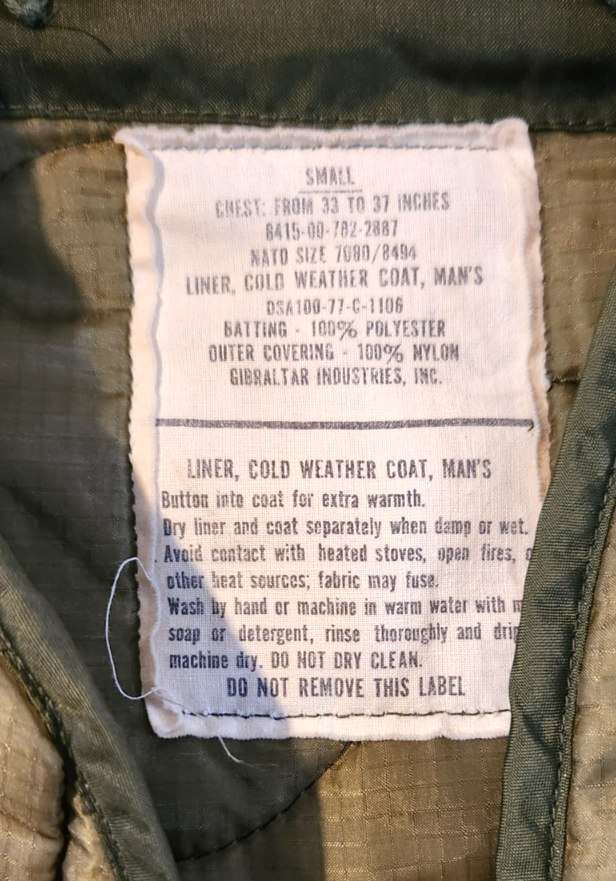 SMALL
CHEST: FROM 33 TO 37 INCHES
8415-00-782-2887
NATO SIZE 7080/8494
LINER, COLD WEATHER COAT, MAN'S
DSA100-77-C-1106
BATTING - 100% POLYESTER
OUTER COVERING - 100% NYLON
GIBRALTAR INDUSTRIES, INC.
LINER, COLD WEATHER COAT, MAN'S
Button into coat for extra warmth.
Dry liner and coat separately when damp or wet.
Avoid contact with heated stoves, open fires,
other heat sources; fabric may fuse.
Wash by hand or machine in warm water with
soap or detergent, rinse thoroughly and
machine dry. DO NOT DRY CLEAN.
DO NOT REMOVE THIS LABEL